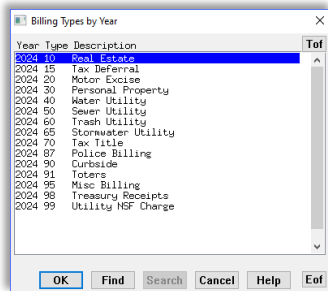 Billing Types by Year
Year Type Description Tof
2024 10 Real Estate
2024 15 Tax Deferral
2024 20 Motor Excise
2024 30 Personal Property
2024 40 Water Utility
2024 50 Sewer Utility
2024 60 Trash Utility
2024 65 Stormwater Utility
2024 70 Tax Title
2024 87 Police Billing
2024 90 Curbside
2024 91 Toters
2024 95 Misc Billing
2024 98 Treasury Receipts
2024 99 Utility NSF Charge
OK Find Search Cancel Help Eof